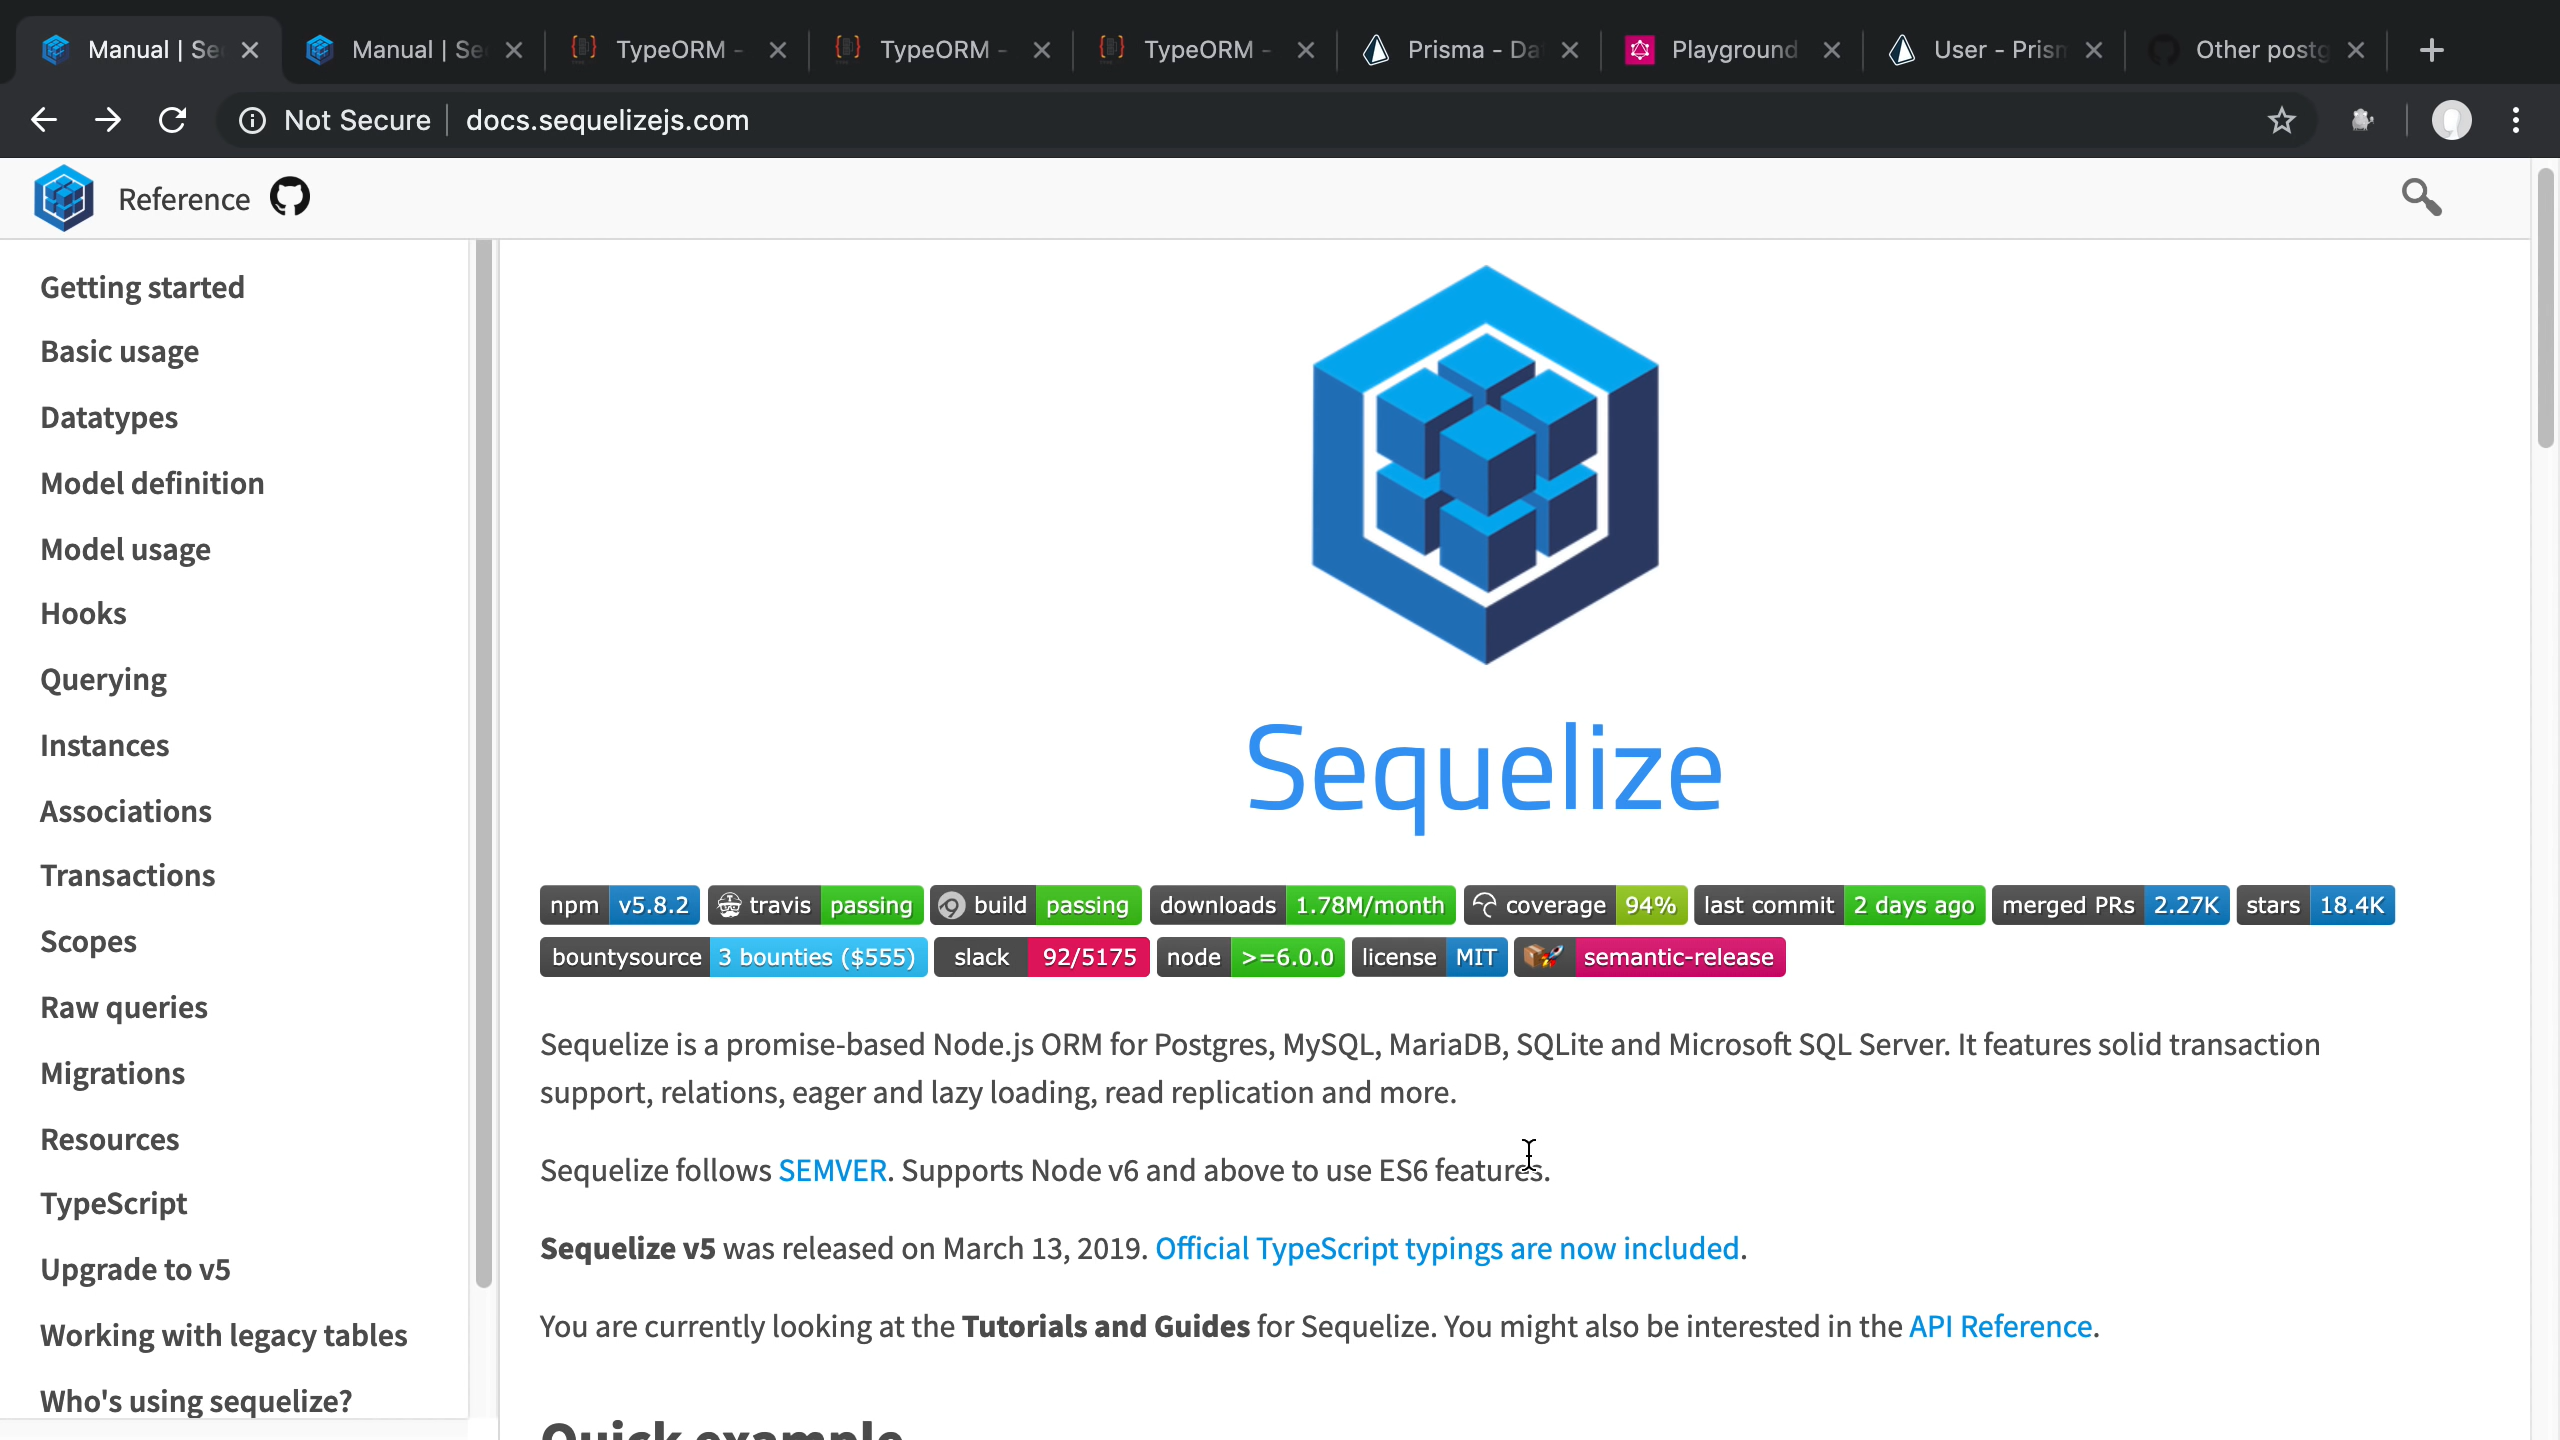 Manual | Se
Manual | Se
TypeORM -
TypeORM -
TypeORM -
Prisma - Da
Playground
User - Prism
Other postg
Not Secure
docs.sequelizejs.com
Reference
Getting started
Basic usage
Datatypes
Model definition
Model usage
Hooks
Querying
Instances
Associations
Transactions
Scopes
Raw queries
Migrations
Resources
TypeScript
Upgrade to v5
Working with legacy tables
Who's using sequelize?
Sequelize
npm v5.8.2 travis passing build passing downloads 1.78M/month coverage 94% last commit 2 days ago merged PRs 2.27K stars 18.4K
bountysource 3 bounties ($555) slack 92/5175 node >=6.0.0 license MIT semantic-release
Sequelize is a promise-based Node.js ORM for Postgres, MySQL, MariaDB, SQLite and Microsoft SQL Server. It features solid transaction
support, relations, eager and lazy loading, read replication and more.
Sequelize follows SEMVER. Supports Node v6 and above to use ES6 features.
Sequelize v5 was released on March 13, 2019. Official TypeScript typings are now included.
You are currently looking at the Tutorials and Guides for Sequelize. You might also be interested in the API Reference.
Quick example